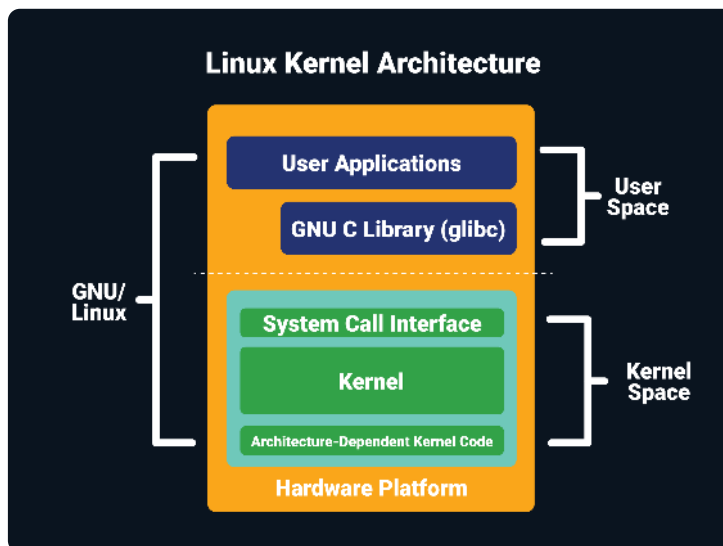 Linux Kernel Architecture
User Applications
GNU C Library (glibc)
User
Space
GNU/
Linux
System Call Interface
Kernel
Architecture-Dependent Kernel Code
Kernel
Space
Hardware Platform